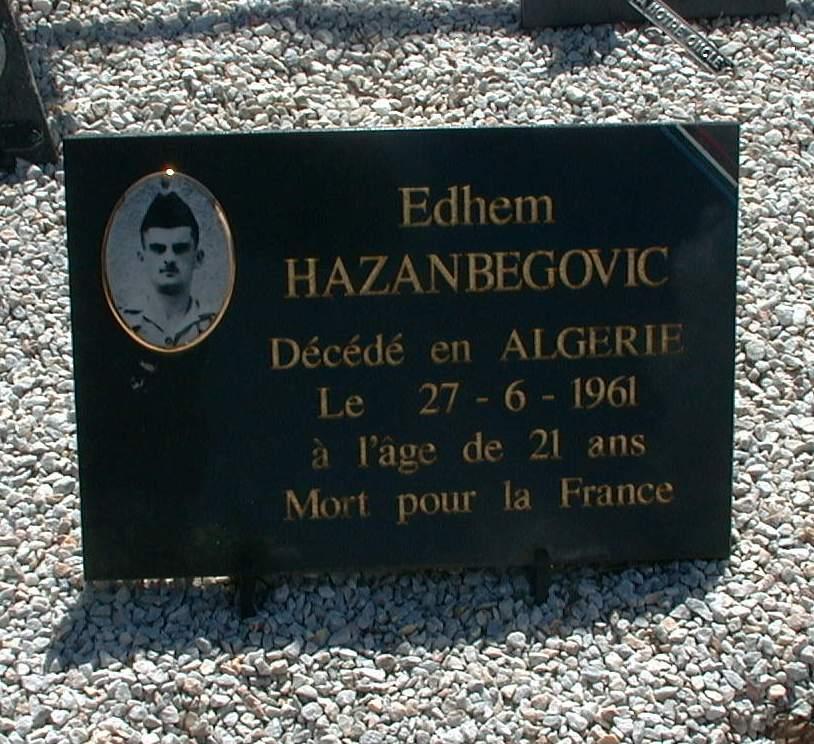 Edhem
HAZANBEGOVIC
Décédé en ALGERIE
Le 27 - 6 - 1961
à l'âge de 21 ans
Mort pour la France